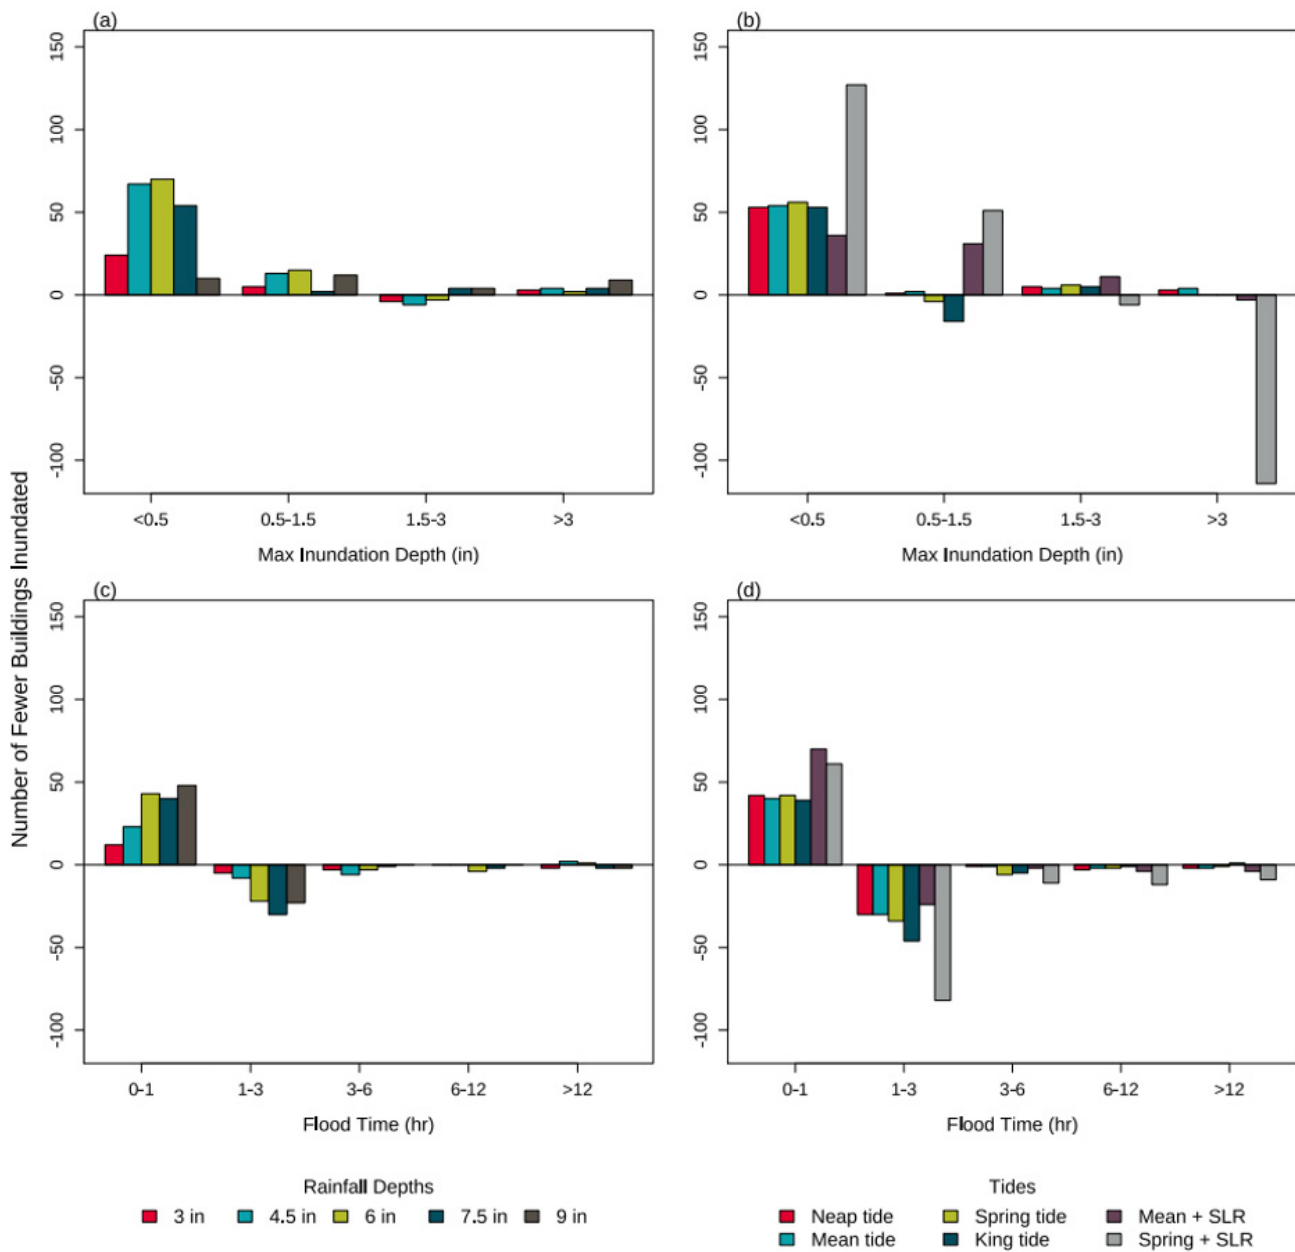 (a)
150
100
50
0
-50
-100
<0.5 0.5-1.5 1.5-3 >3
Max Inundation Depth (in)
(b)
150
100
50
0
-50
-100
<0.5 0.5-1.5 1.5-3 >3
Max Inundation Depth (in)
Number of Fewer Buildings Inundated
(c)
150
100
50
0
-50
-100
0-1 1-3 3-6 6-12 >12
Flood Time (hr)
(d)
150
100
50
0
-50
-100
0-1 1-3 3-6 6-12 >12
Flood Time (hr)
Rainfall Depths
3 in 4.5 in 6 in 7.5 in 9 in
Tides
Neap tide Spring tide Mean + SLR
Mean tide King tide Spring + SLR